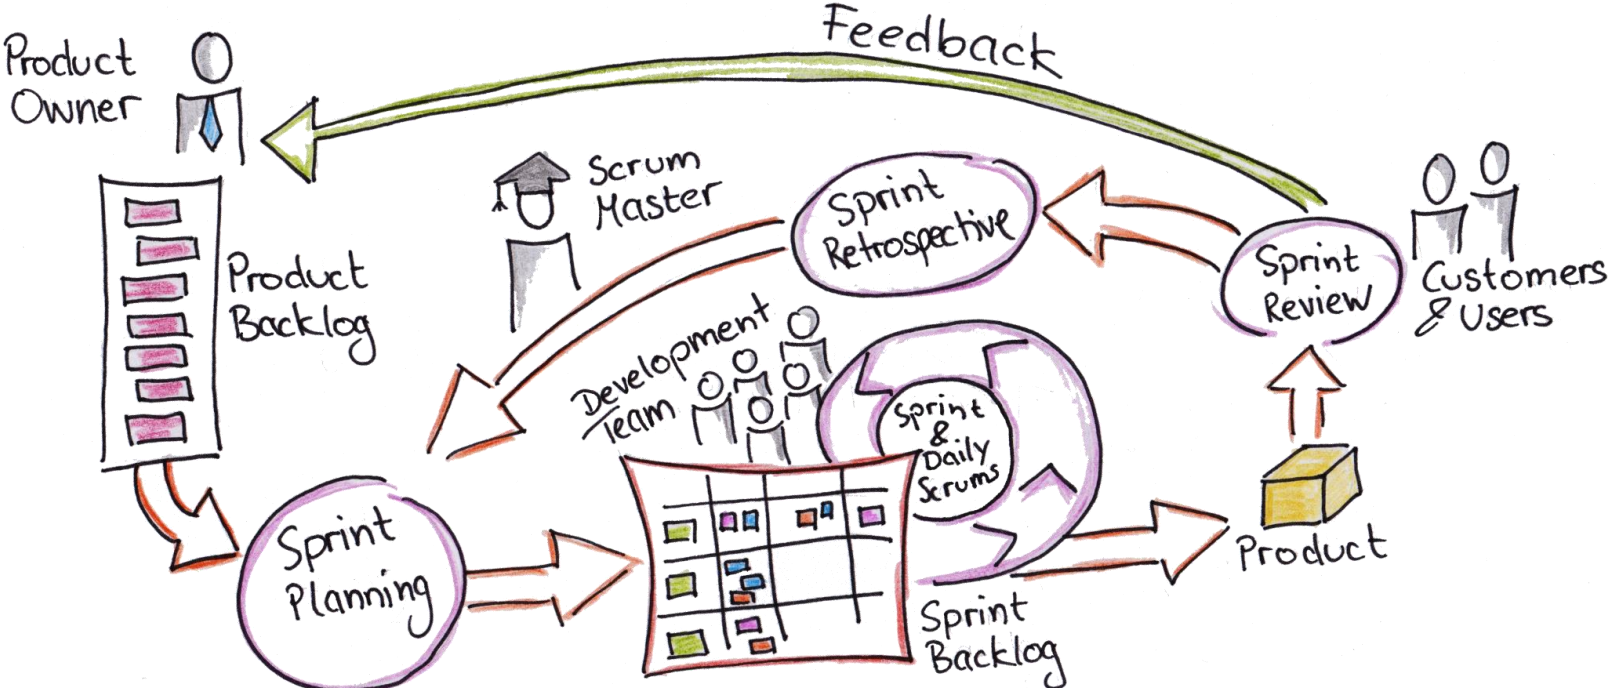 Feedback
Product
Owner
Scrum
Master
Product
Backlog
Sprint
Retrospective
Sprint
Review
Customers
& Users
Development
Team
Sprint
&
Daily
Scrums
Sprint
Planning
Product
Sprint
Backlog